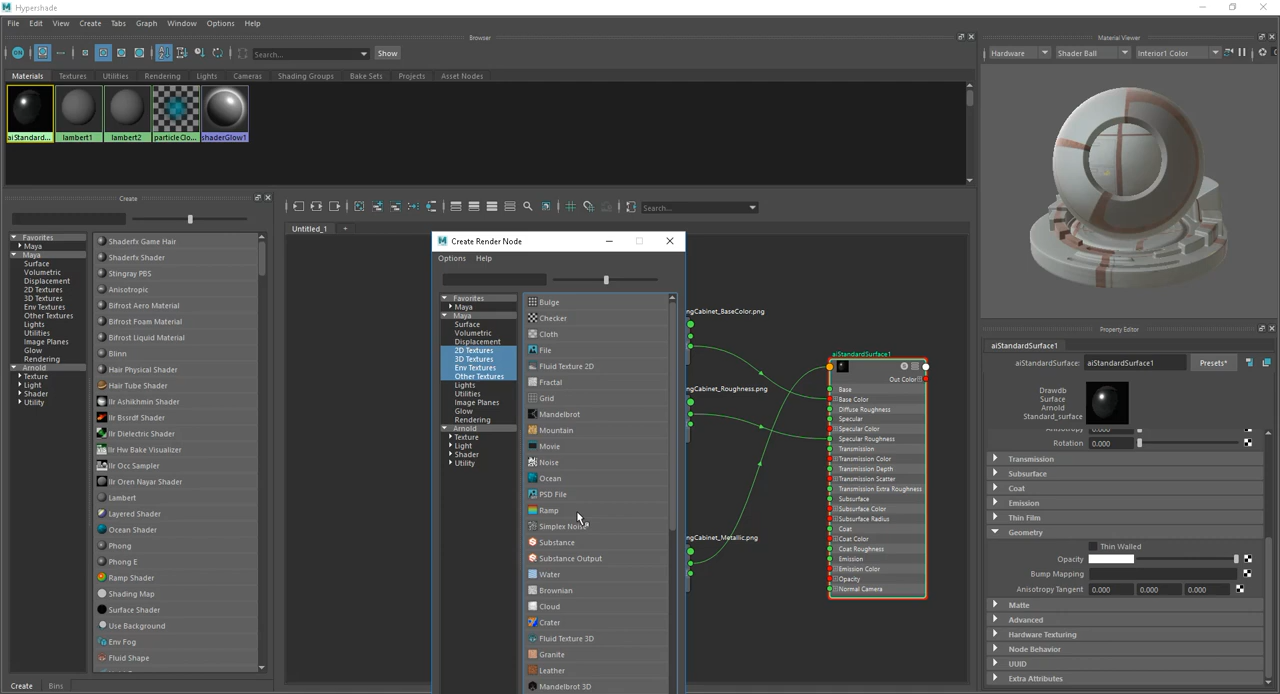 Hypershade
File Edit View Create Tabs Graph Window Options Help
Browser
ON Search... Show
Materials Textures Utilities Rendering Lights Cameras Shading Groups Bake Sets Projects Asset Nodes
aiStandard... lambert1 lambert2 particleClo... shaderGlow1
Material Viewer
Hardware Shader Ball Interior1 Color
Create
Favorites
Maya
Maya
Surface
Volumetric
Displacement
2D Textures
3D Textures
Env Textures
Other Textures
Lights
Utilities
Image Planes
Glow
Rendering
Arnold
Texture
Light
Shader
Utility
Shaderfx Game Hair
Shaderfx Shader
Stingray PBS
Anisotropic
Bifrost Aero Material
Bifrost Foam Material
Bifrost Liquid Material
Blinn
Hair Physical Shader
Hair Tube Shader
Ilr Ashikhmin Shader
Ilr Bssrdf Shader
Ilr Dielectric Shader
Ilr Hw Bake Visualizer
Ilr Occ Sampler
Ilr Oren Nayar Shader
Lambert
Layered Shader
Ocean Shader
Phong
Phong E
Ramp Shader
Shading Map
Surface Shader
Use Background
Env Fog
Fluid Shape
Create Bins
Search...
Untitled_1 +
Create Render Node
Options Help
Favorites
Maya
Maya
Surface
Volumetric
Displacement
2D Textures
3D Textures
Env Textures
Other Textures
Lights
Utilities
Image Planes
Glow
Rendering
Arnold
Texture
Light
Shader
Utility
Bulge
Checker
Cloth
File
Fluid Texture 2D
Fractal
Grid
Mandelbrot
Mountain
Movie
Noise
Ocean
PSD File
Ramp
Simplex Noise
Substance
Substance Output
Water
Brownian
Cloud
Crater
Fluid Texture 3D
Granite
Leather
Mandelbrot 3D
ngCabinet_BaseColor.png
ngCabinet_Roughness.png
ngCabinet_Metallic.png
aiStandardSurface1
Out Color
Base
Base Color
Diffuse Roughness
Specular
Specular Color
Specular Roughness
Transmission
Transmission Color
Transmission Depth
Transmission Scatter
Transmission Extra Roughness
Subsurface
Subsurface Color
Subsurface Radius
Coat
Coat Color
Coat Roughness
Emission
Emission Color
Opacity
Normal Camera
Property Editor
aiStandardSurface1
aiStandardSurface: aiStandardSurface1 Presets*
Drawdb
Surface
Arnold
Standard_surface
Anisotropy 0.000
Rotation 0.000
Transmission
Subsurface
Coat
Emission
Thin Film
Geometry
Thin Walled
Opacity
Bump Mapping
Anisotropy Tangent 0.000 0.000 0.000
Matte
Advanced
Hardware Texturing
Node Behavior
UUID
Extra Attributes